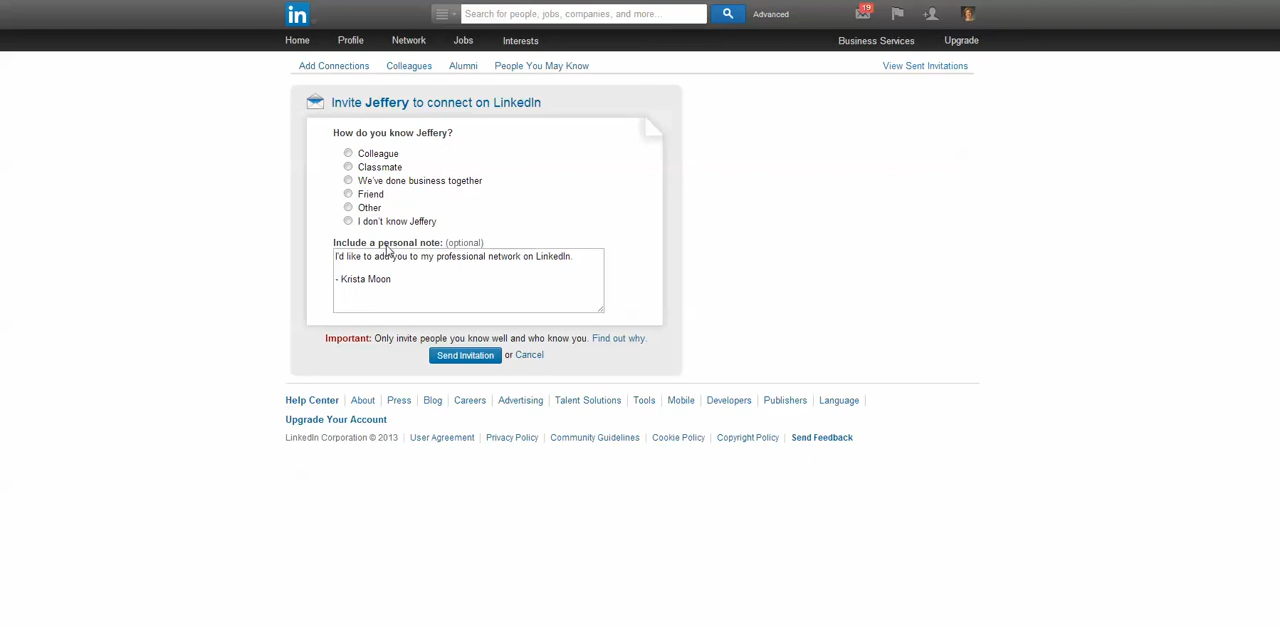 in
Search for people, jobs, companies, and more...
Advanced
19
Home Profile Network Jobs Interests Business Services Upgrade
Add Connections Colleagues Alumni People You May Know View Sent Invitations
Invite Jeffery to connect on LinkedIn
How do you know Jeffery?
Colleague
Classmate
We've done business together
Friend
Other
I don't know Jeffery
Include a personal note: (optional)
I'd like to add you to my professional network on LinkedIn.
- Krista Moon
Important: Only invite people you know well and who know you. Find out why.
Send Invitation or Cancel
Help Center About Press Blog Careers Advertising Talent Solutions Tools Mobile Developers Publishers Language
Upgrade Your Account
LinkedIn Corporation © 2013 User Agreement Privacy Policy Community Guidelines Cookie Policy Copyright Policy Send Feedback